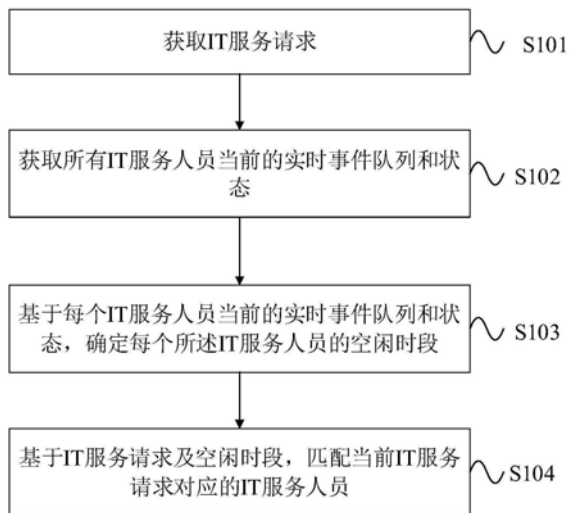 获取IT服务请求
S101
获取所有IT服务人员当前的实时事件队列和状
态
S102
基于每个IT服务人员当前的实时事件队列和状
态，确定每个所述IT服务人员的空闲时段
S103
基于IT服务请求及空闲时段，匹配当前IT服务
请求对应的IT服务人员
S104